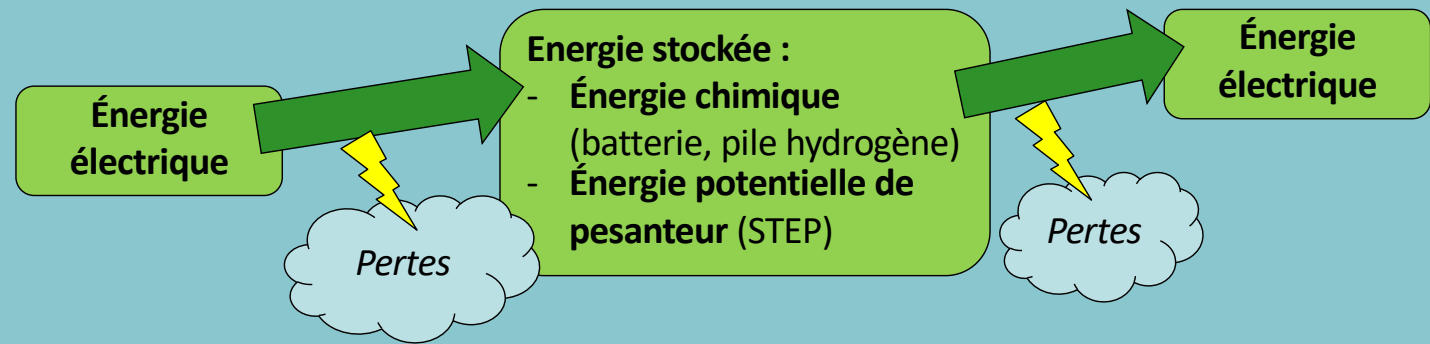 Énergie
électrique
Energie stockée :
- Énergie chimique
(batterie, pile hydrogène)
- Énergie potentielle de
pesanteur (STEP)
Énergie
électrique
Pertes
Pertes